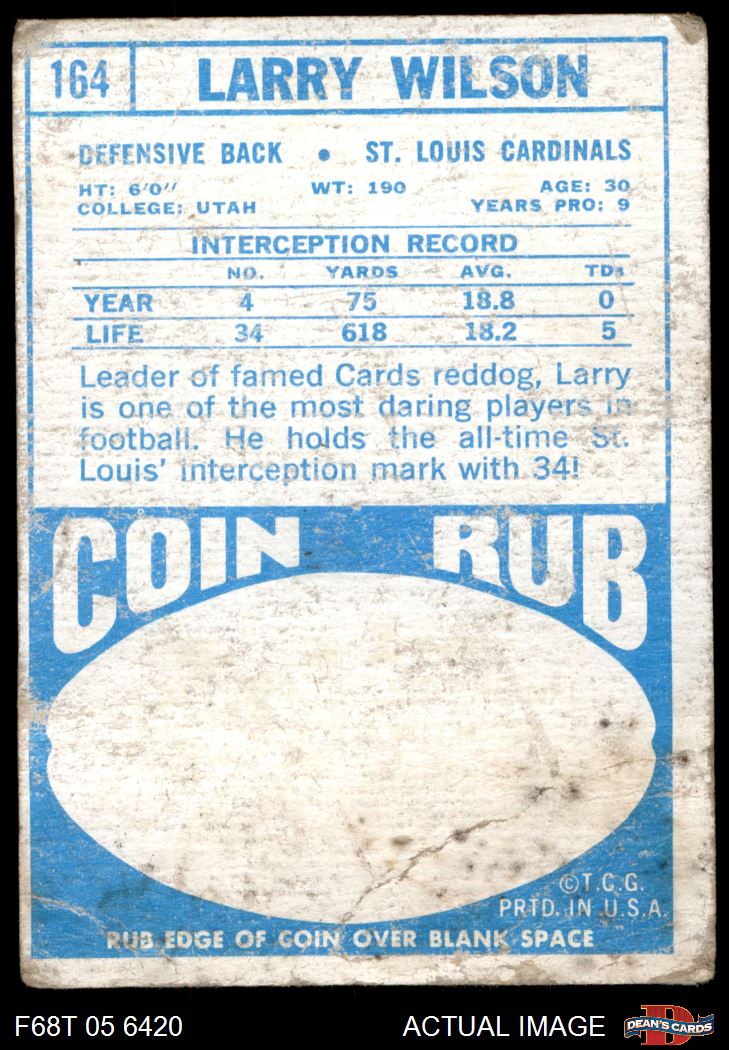 164 LARRY WILSON
DEFENSIVE BACK • ST. LOUIS CARDINALS
HT: 6'0" WT: 190 AGE: 30
COLLEGE: UTAH YEARS PRO: 9
INTERCEPTION RECORD
NO. YARDS AVG. TDs
YEAR 4 75 18.8 0
LIFE 34 618 18.2 5
Leader of famed Cards reddog, Larry
is one of the most daring players in
football. He holds the all-time St.
Louis' interception mark with 34!
COIN RUB
©T.C.G.
PRTD. IN U.S.A.
RUB EDGE OF COIN OVER BLANK SPACE
F68T 05 6420 ACTUAL IMAGE D DEAN'S CARDS